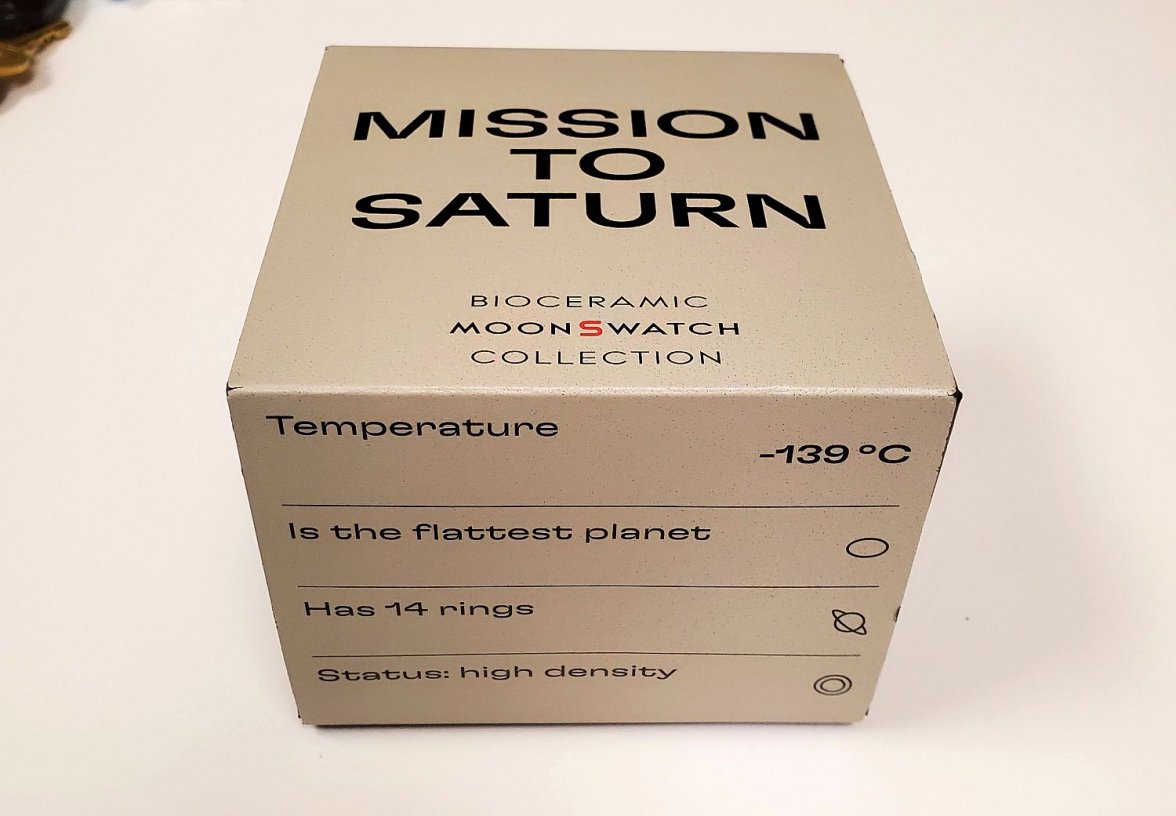 MISSION
TO
SATURN
BIOCERAMIC
MOONSWATCH
COLLECTION
Temperature
-139 °C
Is the flattest planet
Has 14 rings
Status: high density